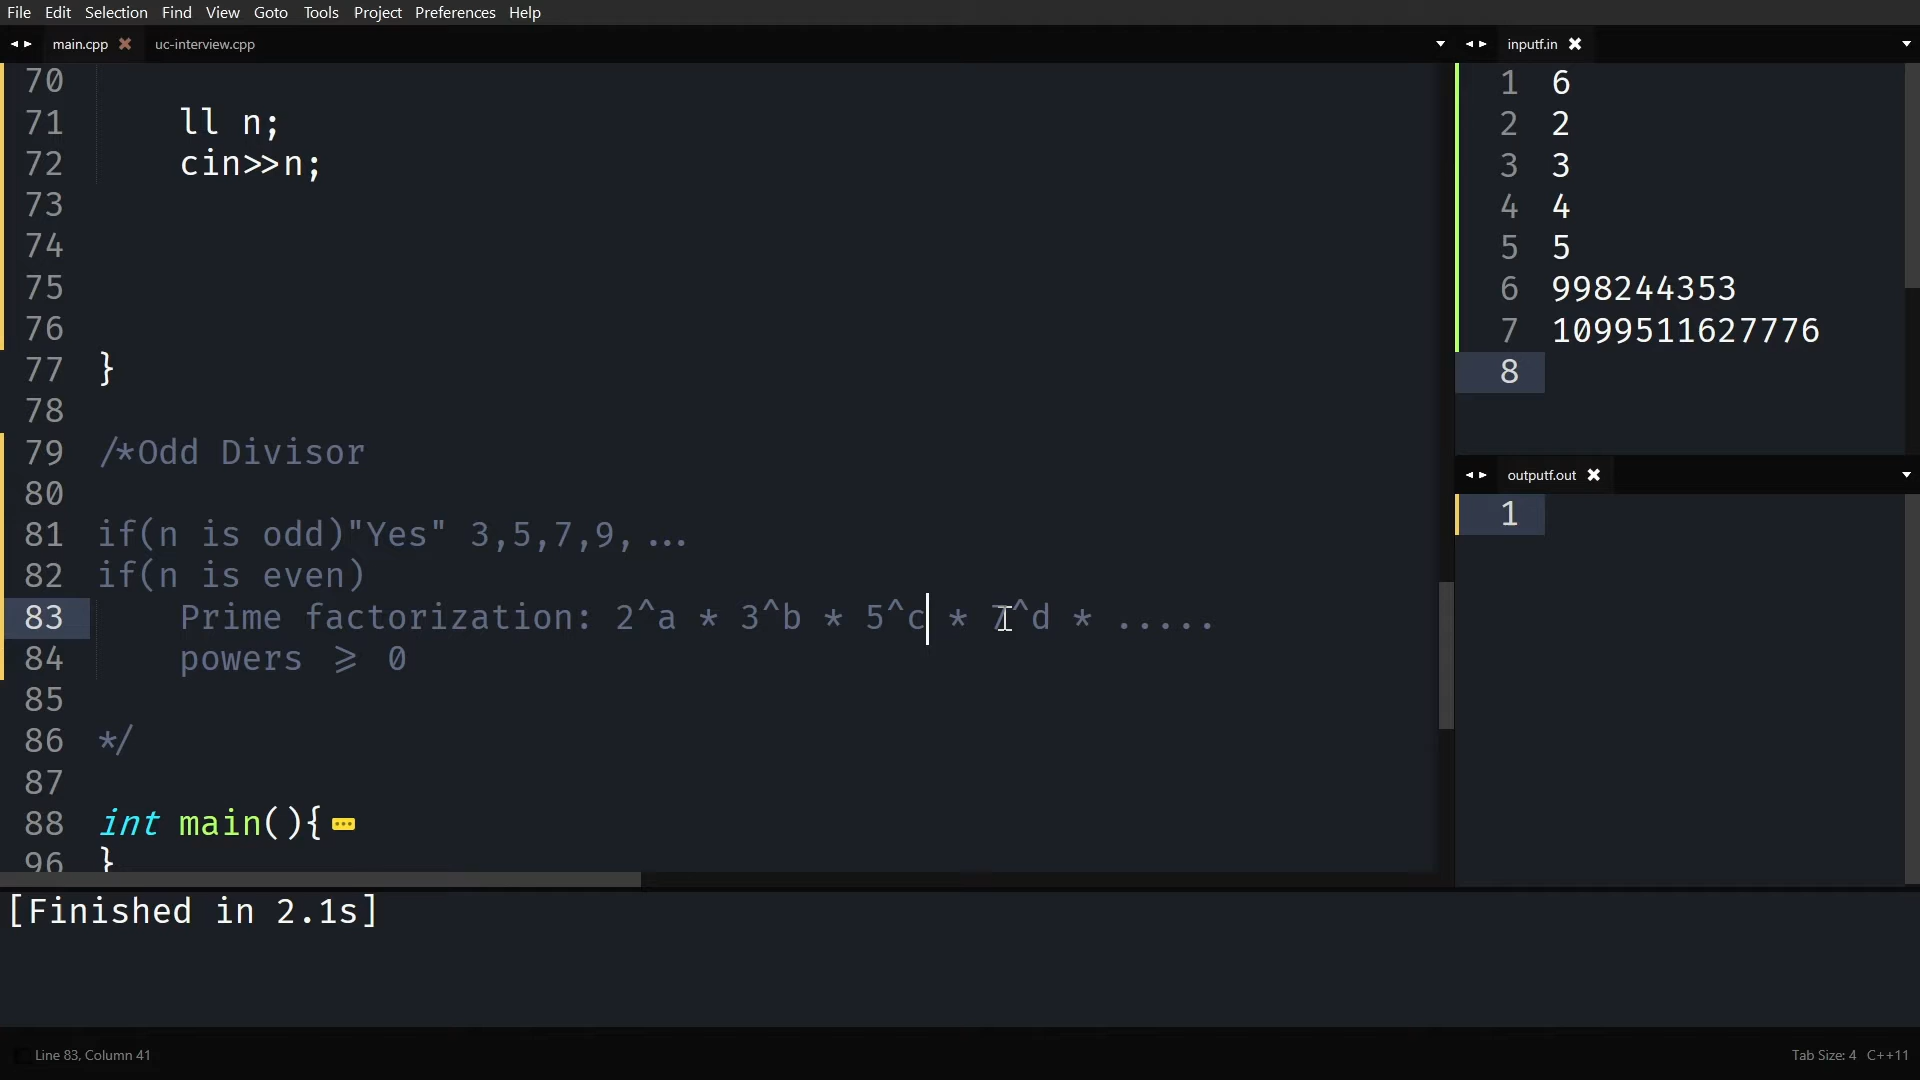 File Edit Selection Find View Goto Tools Project Preferences Help
main.cpp uc-interview.cpp
70
71 ll n;
72 cin>>n;
73
74
75
76
77 }
78
79 /*Odd Divisor
80
81 if(n is odd)"Yes" 3,5,7,9,...
82 if(n is even)
83 Prime factorization: 2^a * 3^b * 5^c * 7^d * .....
84 powers >= 0
85
86 */
87
88 int main(){
96 }
inputf.in
1 6
2 2
3 3
4 4
5 5
6 998244353
7 1099511627776
8
outputf.out
1
[Finished in 2.1s]
Line 83, Column 41
Tab Size: 4 C++11